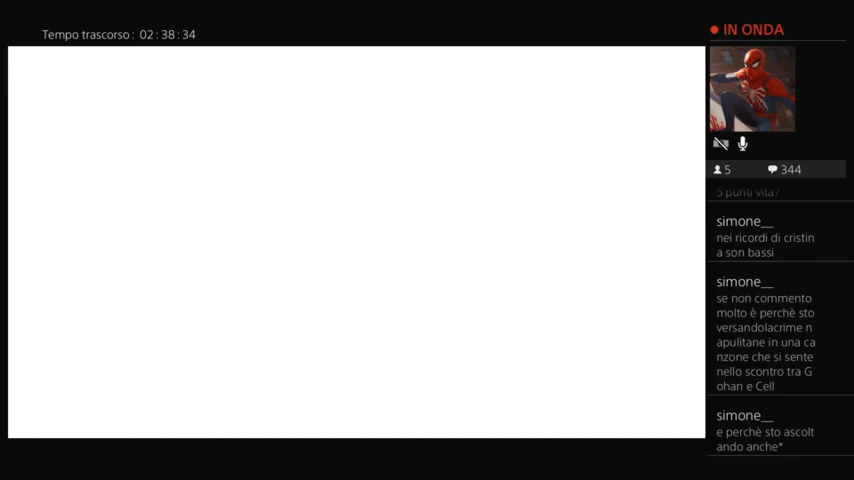 Tempo trascorso: 02:38:34
IN ONDA
5
344
5 punti vita?
simone__
nei ricordi di cristin
a son bassi
simone__
se non commento
molto è perchè sto
versandolacrime n
apulitane in una ca
nzone che si sente
nello scontro tra G
ohan e Cell
simone__
e perchè sto ascolt
ando anche*